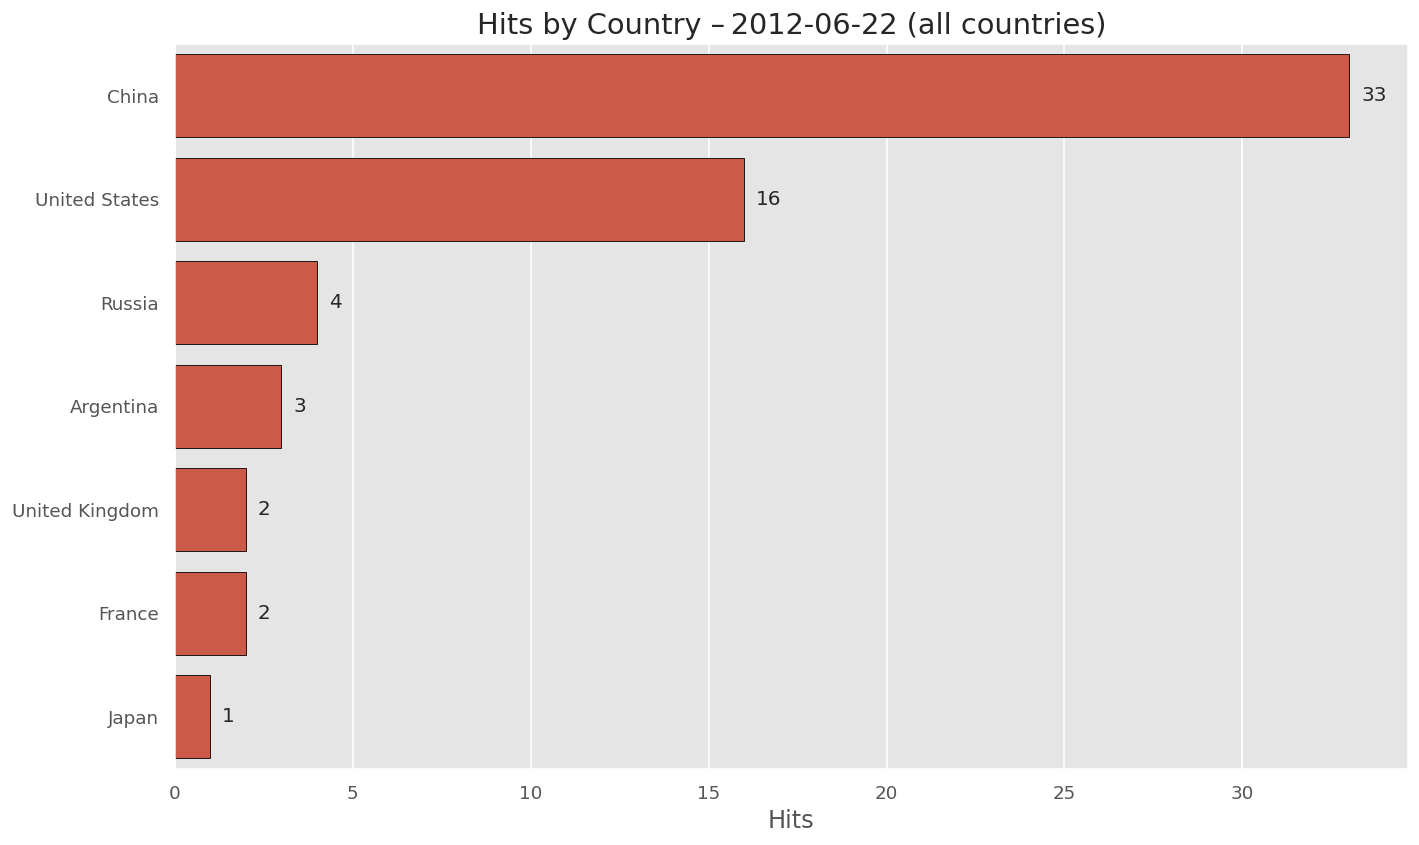 Hits by Country – 2012-06-22 (all countries)
China 33
United States 16
Russia 4
Argentina 3
United Kingdom 2
France 2
Japan 1
0 5 10 15 20 25 30
Hits